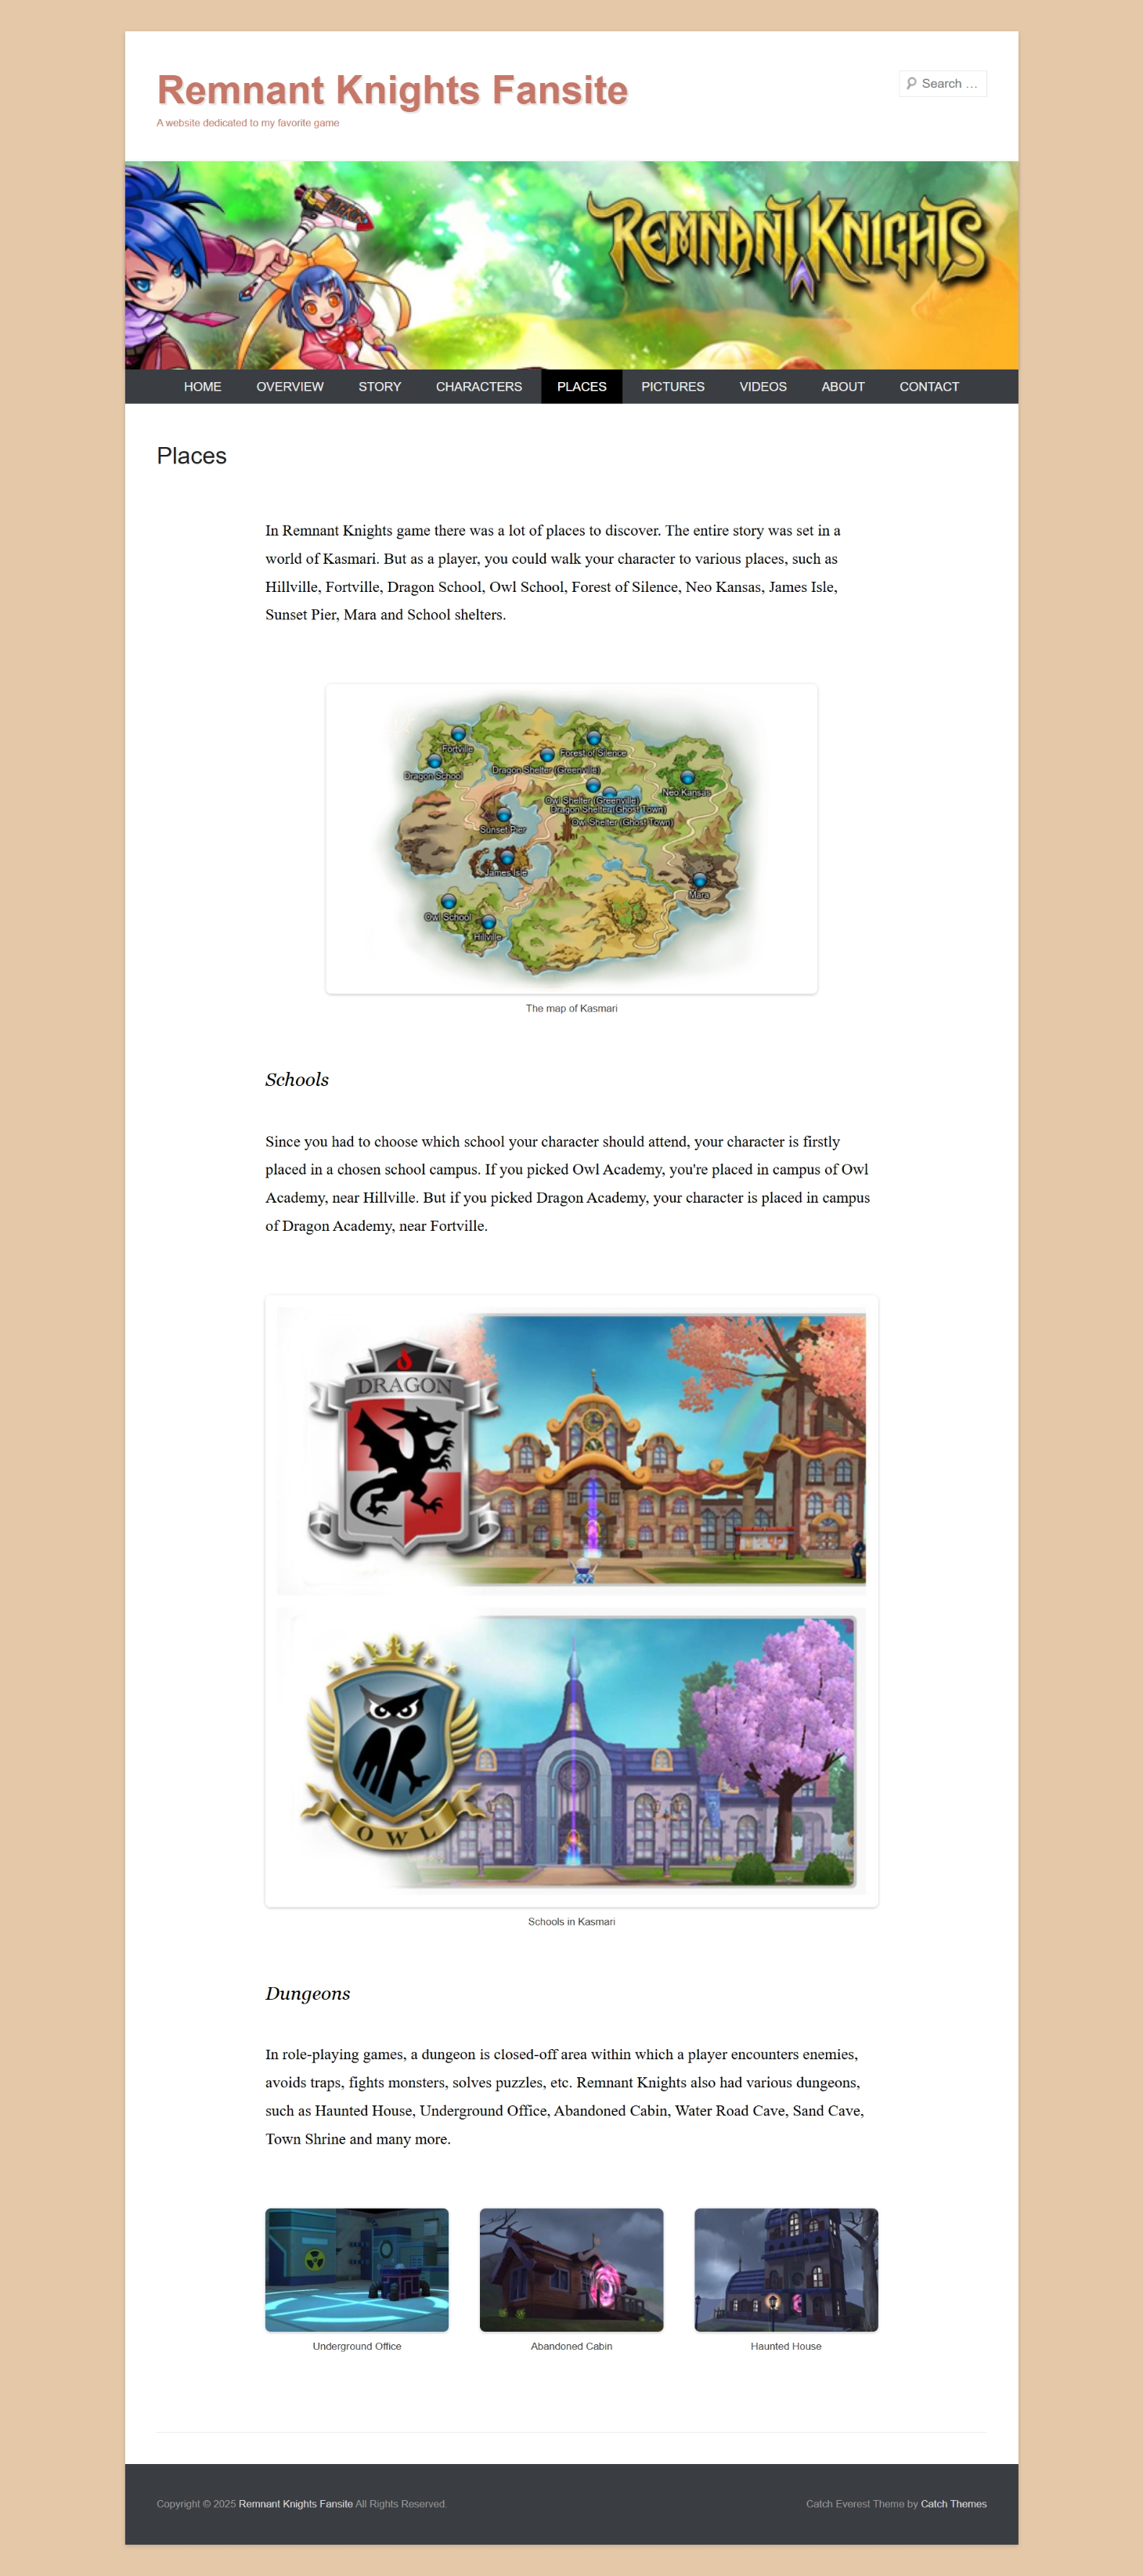 Remnant Knights Fansite
A website dedicated to my favorite game
Search …
REMNANT KNIGHTS
HOME OVERVIEW STORY CHARACTERS PLACES PICTURES VIDEOS ABOUT CONTACT
Places
In Remnant Knights game there was a lot of places to discover. The entire story was set in a
world of Kasmari. But as a player, you could walk your character to various places, such as
Hillville, Fortville, Dragon School, Owl School, Forest of Silence, Neo Kansas, James Isle,
Sunset Pier, Mara and School shelters.
Fortville
Forest of Silence
Dragon School
Dragon Shelter (Greenville)
Neo Kansas
Owl Shelter (Greenville)
Dragon Shelter (Ghost Town)
Owl Shelter (Ghost Town)
Sunset Pier
James Isle
Mara
Owl School
Hillville
The map of Kasmari
Schools
Since you had to choose which school your character should attend, your character is firstly
placed in a chosen school campus. If you picked Owl Academy, you're placed in campus of Owl
Academy, near Hillville. But if you picked Dragon Academy, your character is placed in campus
of Dragon Academy, near Fortville.
DRAGON
OWL
Schools in Kasmari
Dungeons
In role-playing games, a dungeon is closed-off area within which a player encounters enemies,
avoids traps, fights monsters, solves puzzles, etc. Remnant Knights also had various dungeons,
such as Haunted House, Underground Office, Abandoned Cabin, Water Road Cave, Sand Cave,
Town Shrine and many more.
Underground Office
Abandoned Cabin
Haunted House
Copyright © 2025 Remnant Knights Fansite All Rights Reserved.
Catch Everest Theme by Catch Themes